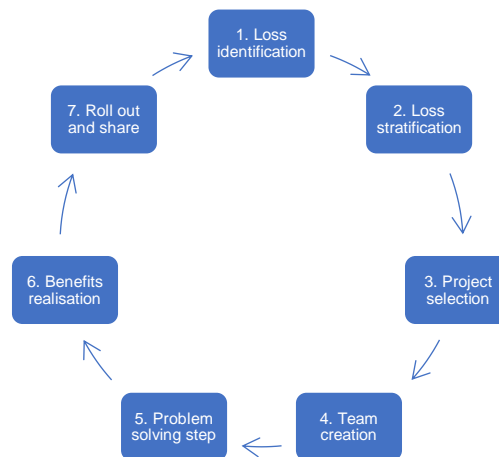 1. Loss
identification
2. Loss
stratification
3. Project
selection
4. Team
creation
5. Problem
solving step
6. Benefits
realisation
7. Roll out
and share